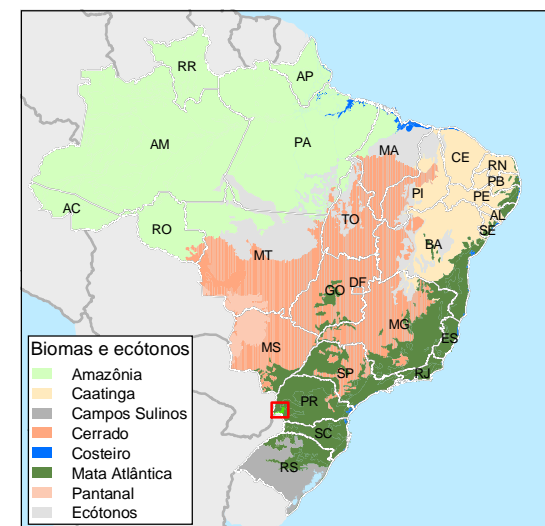 RR
AP
AM
PA
MA
CE
RN
PB
PE
AL
SE
PI
AC
RO
TO
BA
MT
DF
GO
MG
ES
MS
SP
RJ
PR
SC
RS
Biomas e ecótonos
Amazônia
Caatinga
Campos Sulinos
Cerrado
Costeiro
Mata Atlântica
Pantanal
Ecótonos